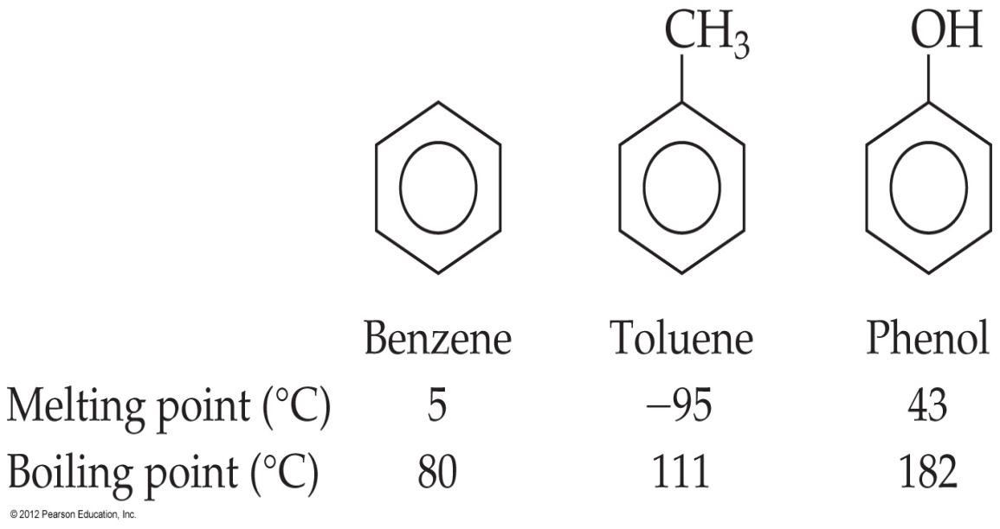 CH₃ OH
Benzene Toluene Phenol
Melting point (°C) 5 –95 43
Boiling point (°C) 80 111 182
© 2012 Pearson Education, Inc.